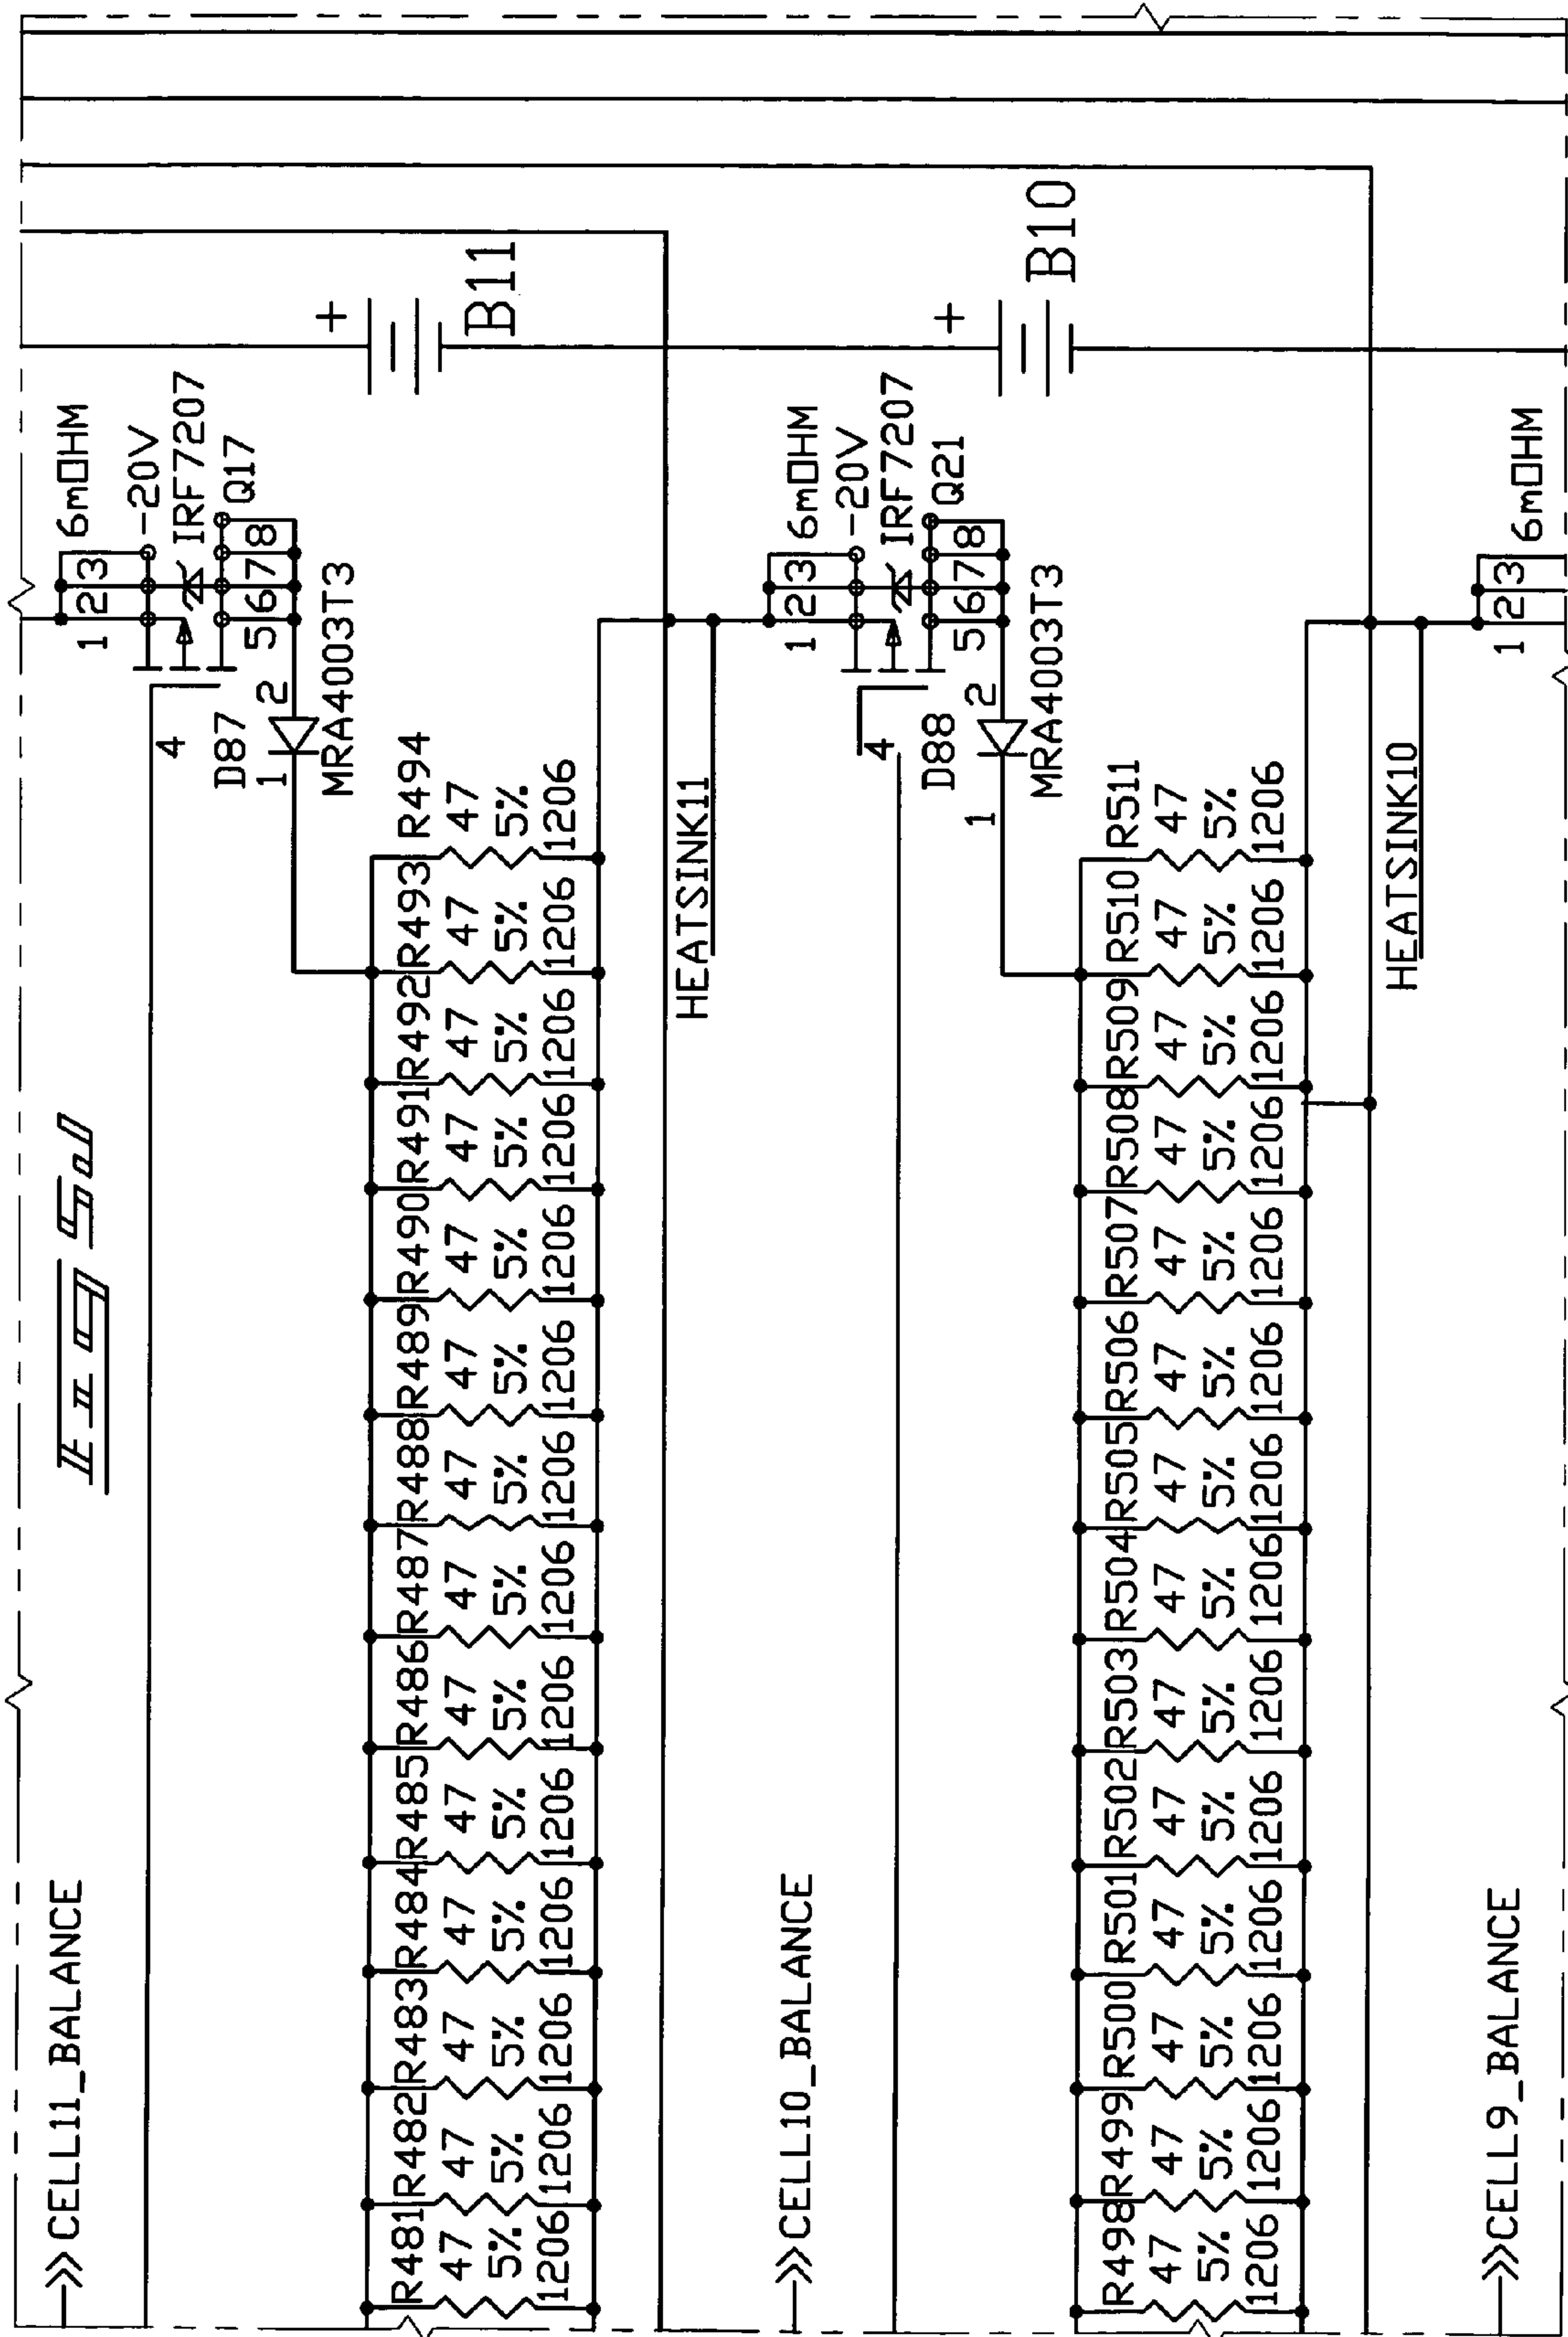 CELL11_BALANCE
6mOHM
1 2 3
-20V
IRF7207
4
Q17
5 6 7 8
D87
1 2
MRA4003T3
R481 R482 R483 R484 R485 R486 R487 R488 R489 R490 R491 R492 R493 R494
47 47 47 47 47 47 47 47 47 47 47 47 47 47
5% 5% 5% 5% 5% 5% 5% 5% 5% 5% 5% 5% 5% 5%
1206 1206 1206 1206 1206 1206 1206 1206 1206 1206 1206 1206 1206 1206
+
B11
HEATSINK11
CELL10_BALANCE
6mOHM
1 2 3
-20V
IRF7207
4
Q21
5 6 7 8
D88
1 2
MRA4003T3
+
B10
R498 R499 R500 R501 R502 R503 R504 R505 R506 R507 R508 R509 R510 R511
47 47 47 47 47 47 47 47 47 47 47 47 47 47
5% 5% 5% 5% 5% 5% 5% 5% 5% 5% 5% 5% 5% 5%
1206 1206 1206 1206 1206 1206 1206 1206 1206 1206 1206 1206 1206 1206
HEATSINK10
CELL9_BALANCE
6mOHM
1 2 3